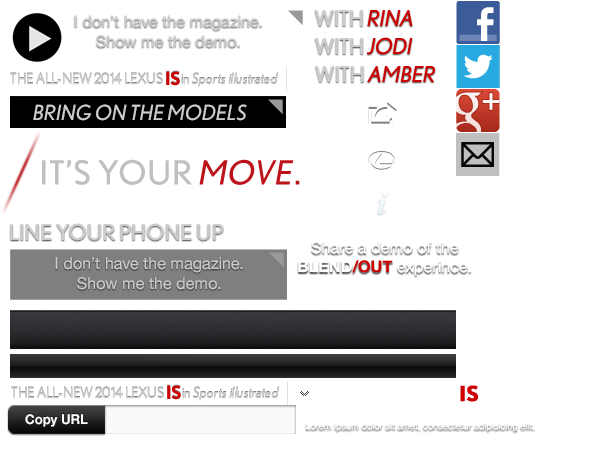 I don't have the magazine.
Show me the demo.
WITH RINA
WITH JODI
WITH AMBER
THE ALL-NEW 2014 LEXUS IS in Sports Illustrated
BRING ON THE MODELS
IT'S YOUR MOVE.
LINE YOUR PHONE UP
I don't have the magazine.
Show me the demo.
Share a demo of the
BLEND/OUT experince.
f
g+
i
THE ALL-NEW 2014 LEXUS IS in Sports Illustrated
IS
Copy URL
Lorem ipsum dolor sit amet, consectetur adipisicing elit.